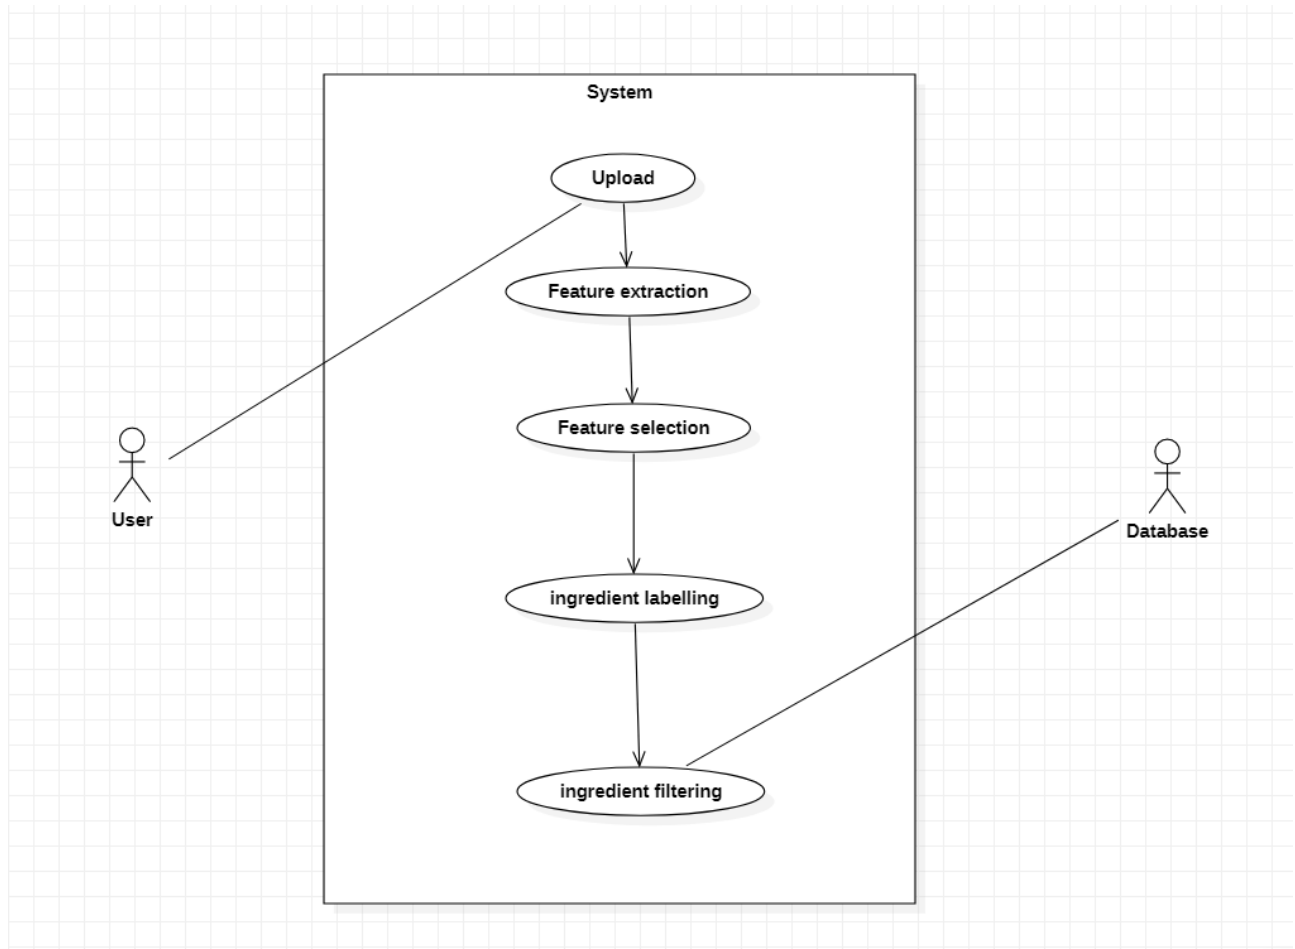 System
Upload
Feature extraction
Feature selection
User
Database
ingredient labelling
ingredient filtering